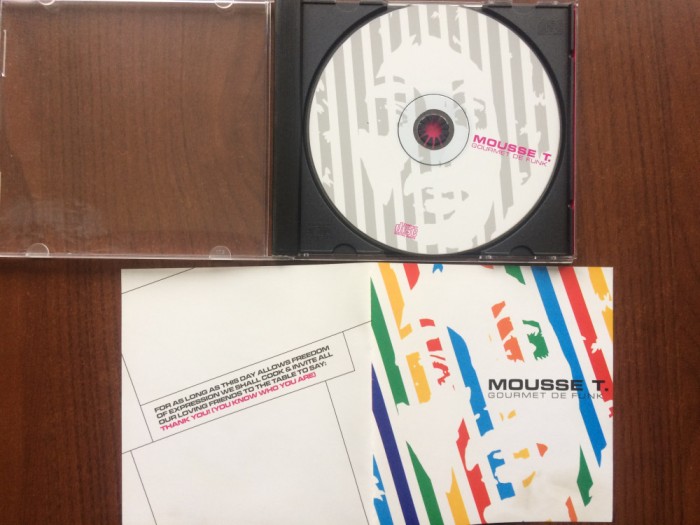 MOUSSE T.
GOURMET DE FUNK
FOR AS LONG AS THIS DAY ALLOWS FREEDOM
OF EXPRESSION WE SHALL COOK & INVITE ALL
OUR LOVING FRIENDS TO THE TABLE TO SAY:
THANK YOU! (YOU KNOW WHO YOU ARE)
MOUSSE T.
GOURMET DE FUNK